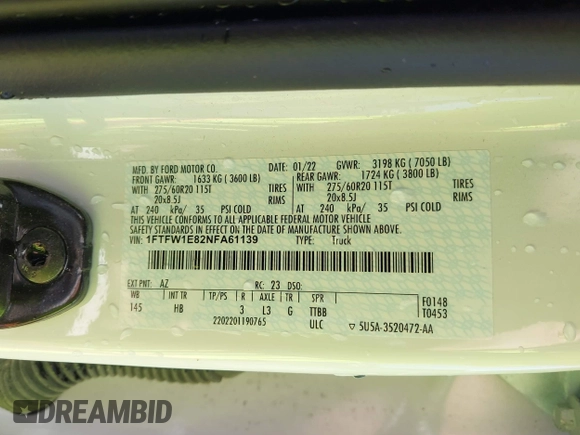 MFD. BY FORD MOTOR CO. 01/22 GVWR: 3198 KG ( 7050 LB)
FRONT GAWR: 1633 KG ( 3600 LB) REAR GAWR: 1724 KG ( 3800 LB)
WITH 275/60R20 115T TIRES WITH 275/60R20 115T TIRES
20x8.5J RIMS 20x8.5J RIMS
AT 240 kPa/ 35 PSI COLD AT 240 kPa/ 35 PSI COLD
THIS VEHICLE CONFORMS TO ALL APPLICABLE FEDERAL MOTOR VEHICLE
SAFETY STANDARDS IN EFFECT ON THE DATE OF MANUFACTURE SHOWN ABOVE.
VIN: 1FTFW1E82NFA61139 TYPE: Truck
EXT PNT: AZ RC: 23 DSO:
WB INT TR TP/PS R AXLE TR SPR F0148
145 HB 3 L3 G TTBB T0453
2202201190765 ULC 5U5A-3S20472-AA
DREAMBID